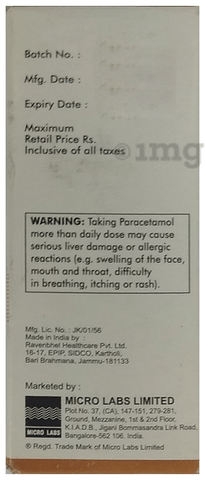 Batch No. :
Mfg. Date :
Expiry Date :
Maximum
Retail Price Rs.
Inclusive of all taxes
1mg
WARNING: Taking Paracetamol
more than daily dose may cause
serious liver damage or allergic
reactions (e.g. swelling of the face,
mouth and throat, difficulty
in breathing, itching or rash).
Mfg. Lic. No. : JK/01/56
Made in India by :
Ravenbhel Healthcare Pvt. Ltd.
16-17, EPIP, SIDCO, Kartholi,
Bari Brahmana, Jammu-181133
Marketed by :
MICRO LABS
MICRO LABS LIMITED
Plot No. 37, (CA), 147-151, 279-281,
Ground, Mezzanine, 1st & 2nd Floor,
K.I.A.D.B., Jigani Bommasandra Link Road,
Bangalore-562 106. India.
® Regd. Trade Mark of Micro Labs Limited